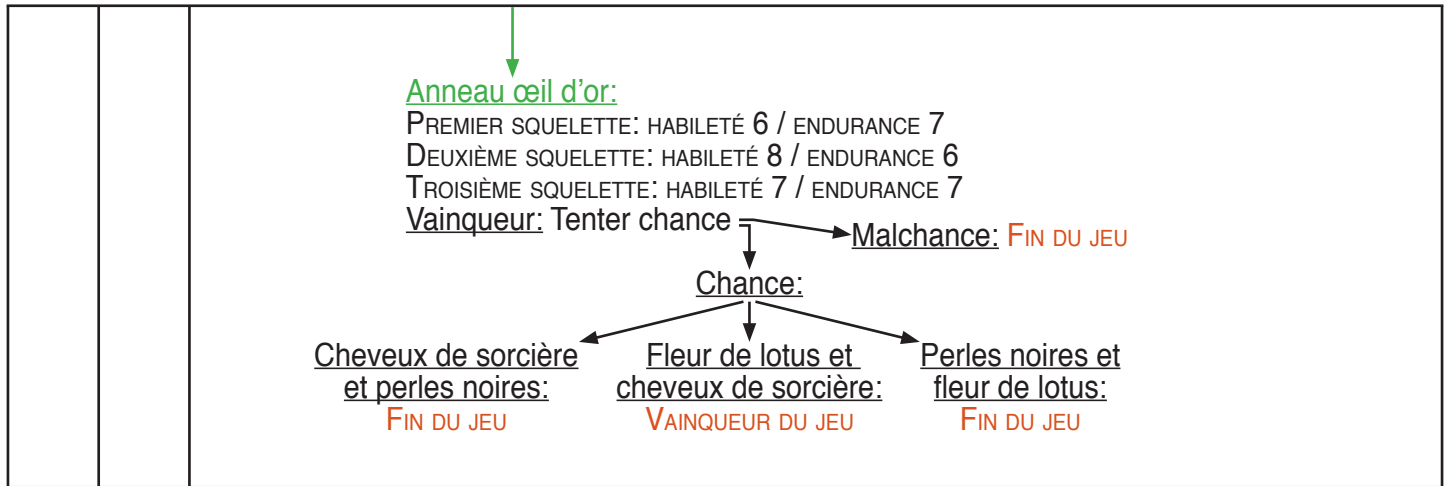 Anneau œil d'or:
Premier squelette: habileté 6 / endurance 7
Deuxième squelette: habileté 8 / endurance 6
Troisième squelette: habileté 7 / endurance 7
Vainqueur: Tenter chance
Malchance: Fin du jeu
Chance:
Cheveux de sorcière
et perles noires:
Fin du jeu
Fleur de lotus et
cheveux de sorcière:
Vainqueur du jeu
Perles noires et
fleur de lotus:
Fin du jeu